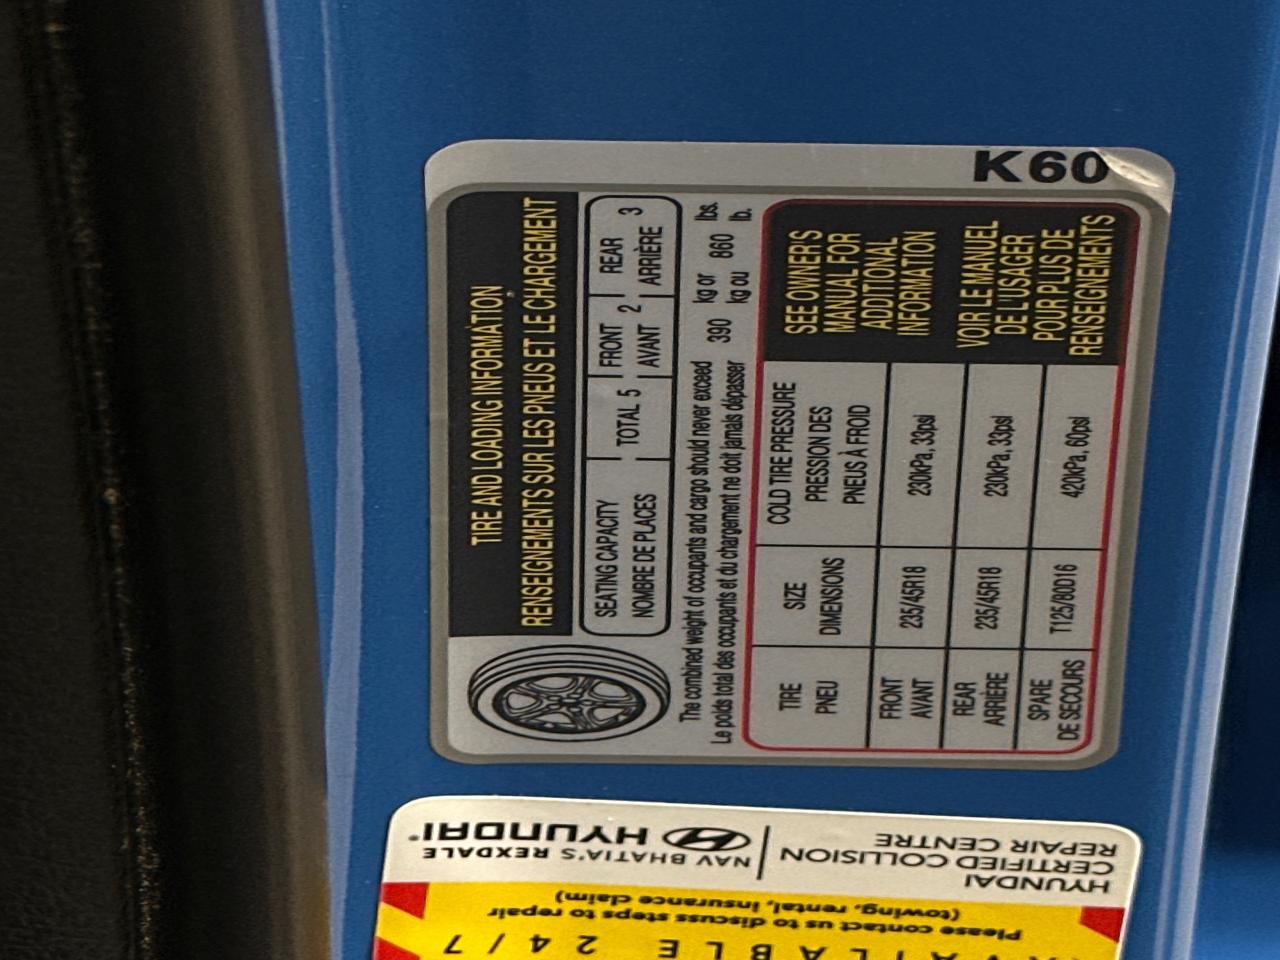 K60
TIRE AND LOADING INFORMATION
RENSEIGNEMENTS SUR LES PNEUS ET LE CHARGEMENT
SEATING CAPACITY
NOMBRE DE PLACES
TOTAL 5
FRONT
AVANT
2
REAR
ARRIÈRE
3
The combined weight of occupants and cargo should never exceed 390 kg or 860 lbs.
Le poids total des occupants et du chargement ne doit jamais dépasser kg ou lb.
TIRE
PNEU
SIZE
DIMENSIONS
COLD TIRE PRESSURE
PRESSION DES
PNEUS À FROID
SEE OWNER'S
MANUAL FOR
ADDITIONAL
INFORMATION
VOIR LE MANUEL
DE L'USAGER
POUR PLUS DE
RENSEIGNEMENTS
FRONT
AVANT
235/45R18
230kPa, 33psi
REAR
ARRIÈRE
235/45R18
230kPa, 33psi
SPARE
DE SECOURS
T125/80D16
420kPa, 60psi
AVAILABLE 24/7
Please contact us to discuss steps to repair
(towing, rental, insurance claim)
NAV BHATIA'S REXDALE
HYUNDAI
HYUNDAI
CERTIFIED COLLISION
REPAIR CENTRE